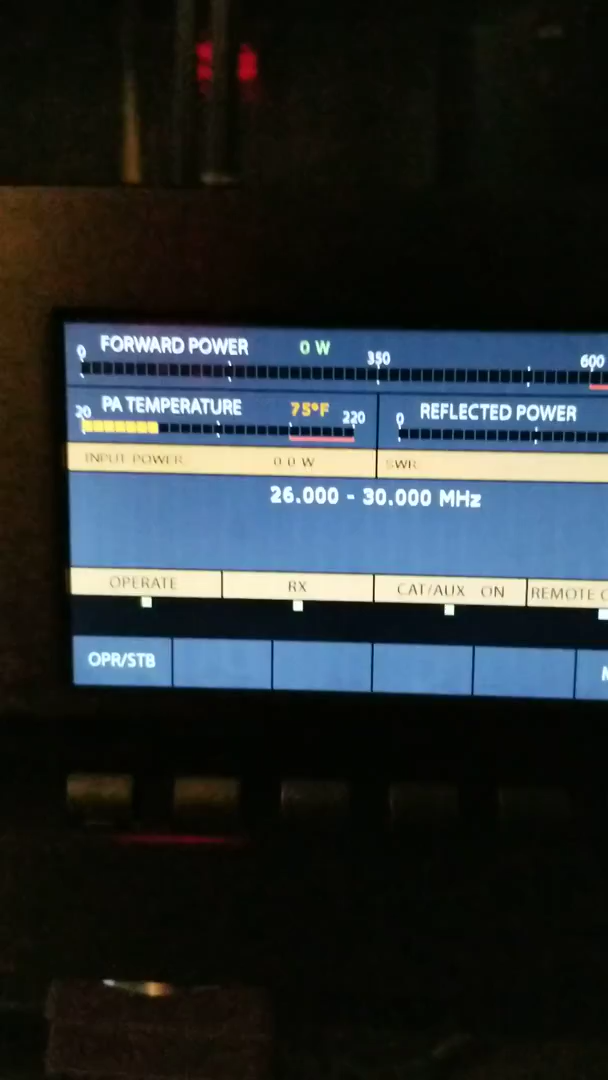 FORWARD POWER 0 W
0 350 600
PA TEMPERATURE 75°F
20 220
REFLECTED POWER
0
INPUT POWER 0 0 W
SWR
26.000 - 30.000 MHz
OPERATE RX CAT/AUX ON REMOTE
OPR/STB